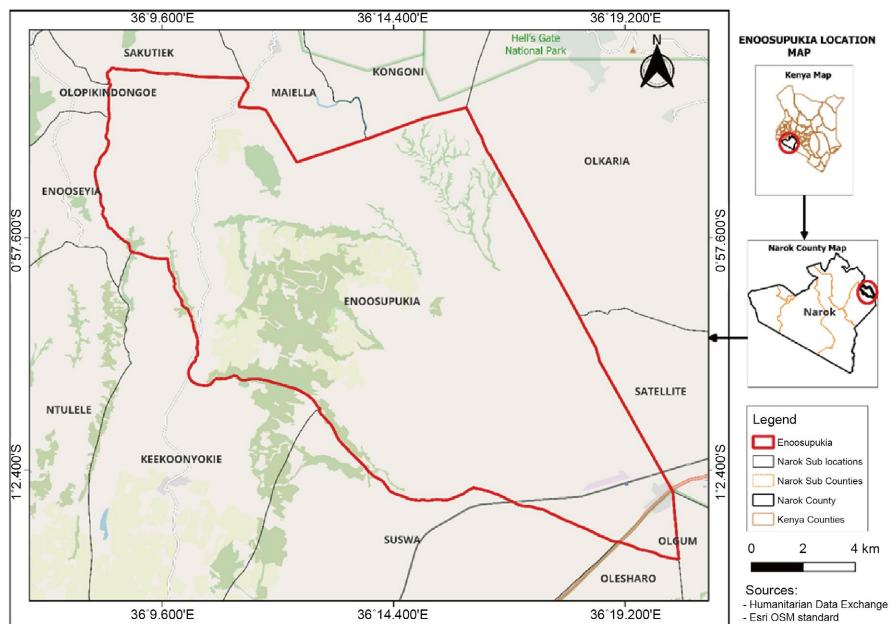 36°9.600'E 36°14.400'E 36°19.200'E
SAKUTIEK
Hell's Gate
National Park
N
KONGONI
OLOPIKINDONGOE
MAIELLA
OLKARIA
ENOOSEYIA
0°57.600'S
0°57.600'S
ENOOSUPUKIA
SATELLITE
NTULELE
KEEKOONYOKIE
1°2.400'S
1°2.400'S
SUSWA
OLGUM
OLESHARO
36°9.600'E 36°14.400'E 36°19.200'E
ENOOSUPUKIA LOCATION
MAP
Kenya Map
Narok County Map
Narok
Legend
Enoosupukia
Narok Sub locations
Narok Sub Counties
Narok County
Kenya Counties
0 2 4 km
Sources:
- Humanitarian Data Exchange
- Esri OSM standard